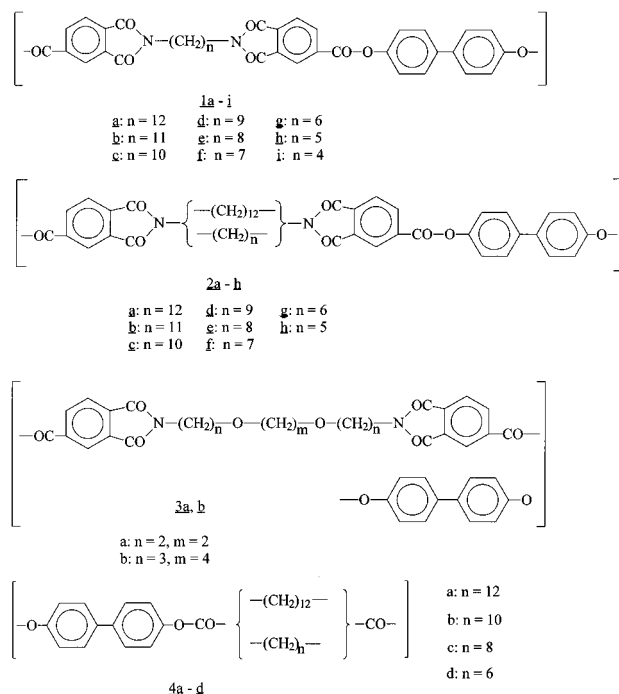 —OC CO CO N—(CH2)n—N OC OC CO—O O—
1a - i
a: n = 12 d: n = 9 g: n = 6
b: n = 11 e: n = 8 h: n = 5
c: n = 10 f: n = 7 i: n = 4
—OC CO CO N —(CH2)12— —(CH2)n— N OC OC CO—O O—
2a - h
a: n = 12 d: n = 9 g: n = 6
b: n = 11 e: n = 8 h: n = 5
c: n = 10 f: n = 7
—OC CO CO N—(CH2)n—O—(CH2)m—O—(CH2)n—N OC OC CO—
—O O
3a, b
a: n = 2, m = 2
b: n = 3, m = 4
—O O—CO— —(CH2)12— —(CH2)n— —CO—
a: n = 12
b: n = 10
c: n = 8
d: n = 6
4a - d